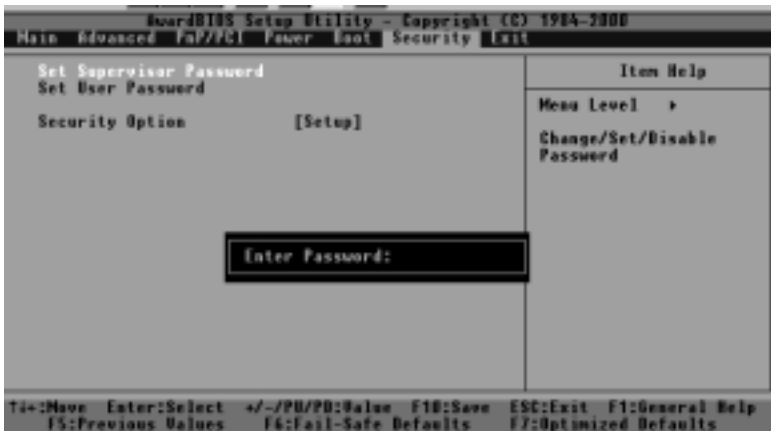 AwardBIOS Setup Utility - Copyright (C) 1984-2000
Main Advanced PnP/PCI Power Boot Security Exit
Set Supervisor Password
Set User Password
Security Option [Setup]
Enter Password:
Item Help
Menu Level ▸
Change/Set/Disable
Password
↑↓↔:Move Enter:Select +/-/PU/PD:Value F10:Save ESC:Exit F1:General Help
F5:Previous Values F6:Fail-Safe Defaults F7:Optimized Defaults